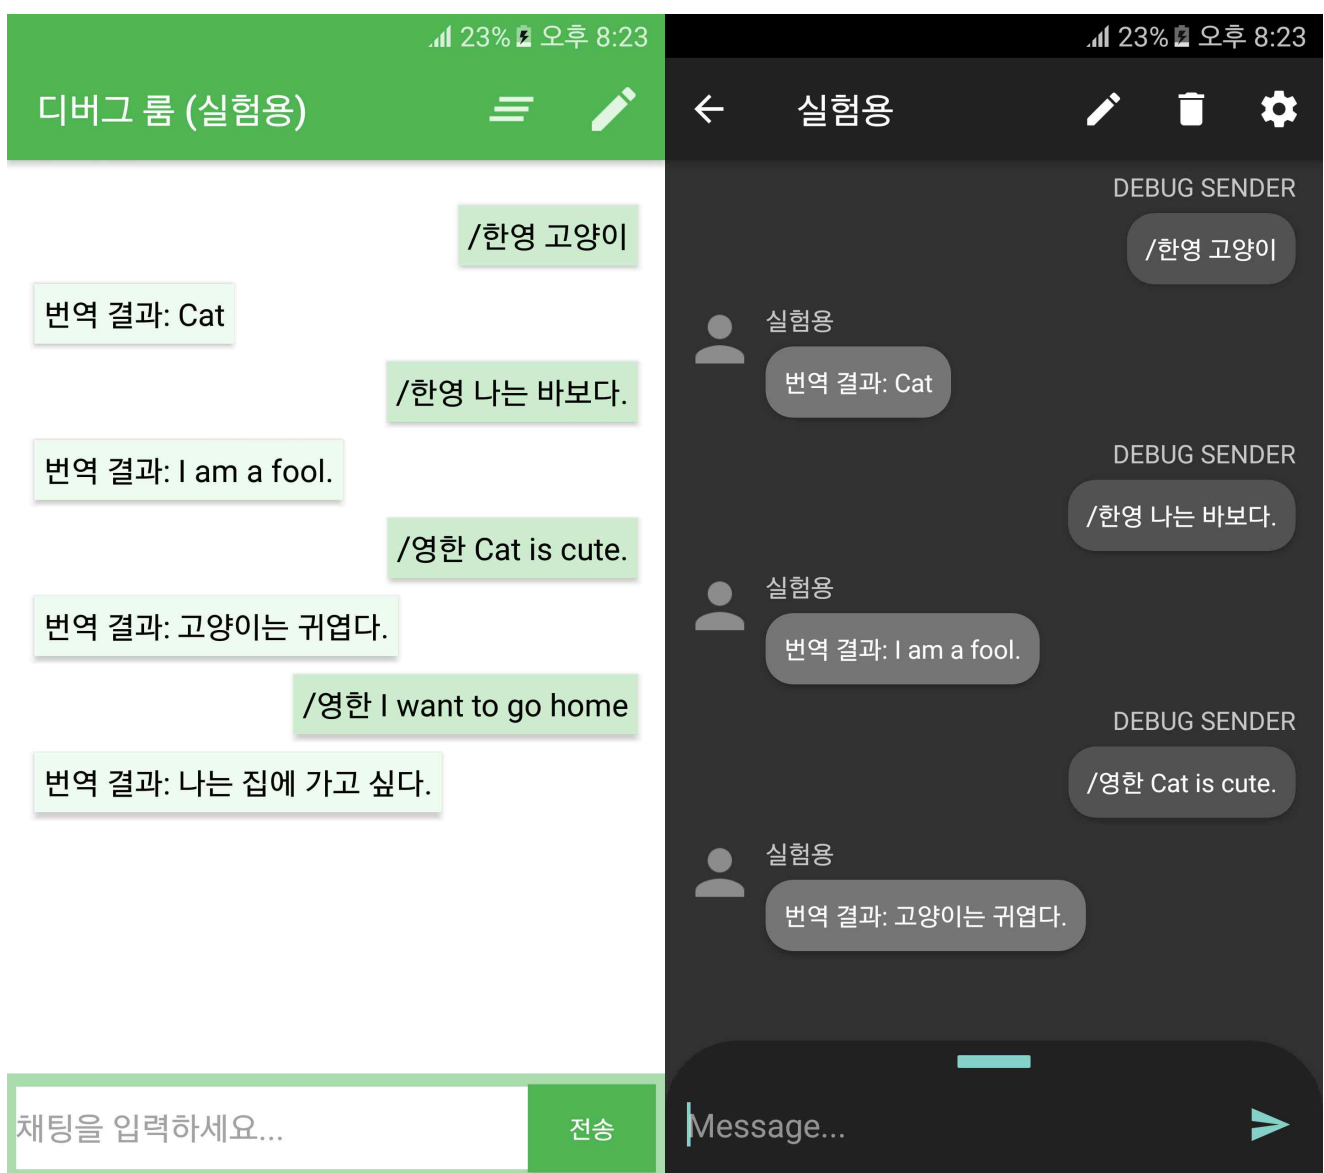 23% 오후 8:23
디버그 룸 (실험용)
/한영 고양이
번역 결과: Cat
/한영 나는 바보다.
번역 결과: I am a fool.
/영한 Cat is cute.
번역 결과: 고양이는 귀엽다.
/영한 I want to go home
번역 결과: 나는 집에 가고 싶다.
채팅을 입력하세요...
전송
23% 오후 8:23
실험용
DEBUG SENDER
/한영 고양이
실험용
번역 결과: Cat
DEBUG SENDER
/한영 나는 바보다.
실험용
번역 결과: I am a fool.
DEBUG SENDER
/영한 Cat is cute.
실험용
번역 결과: 고양이는 귀엽다.
Message...